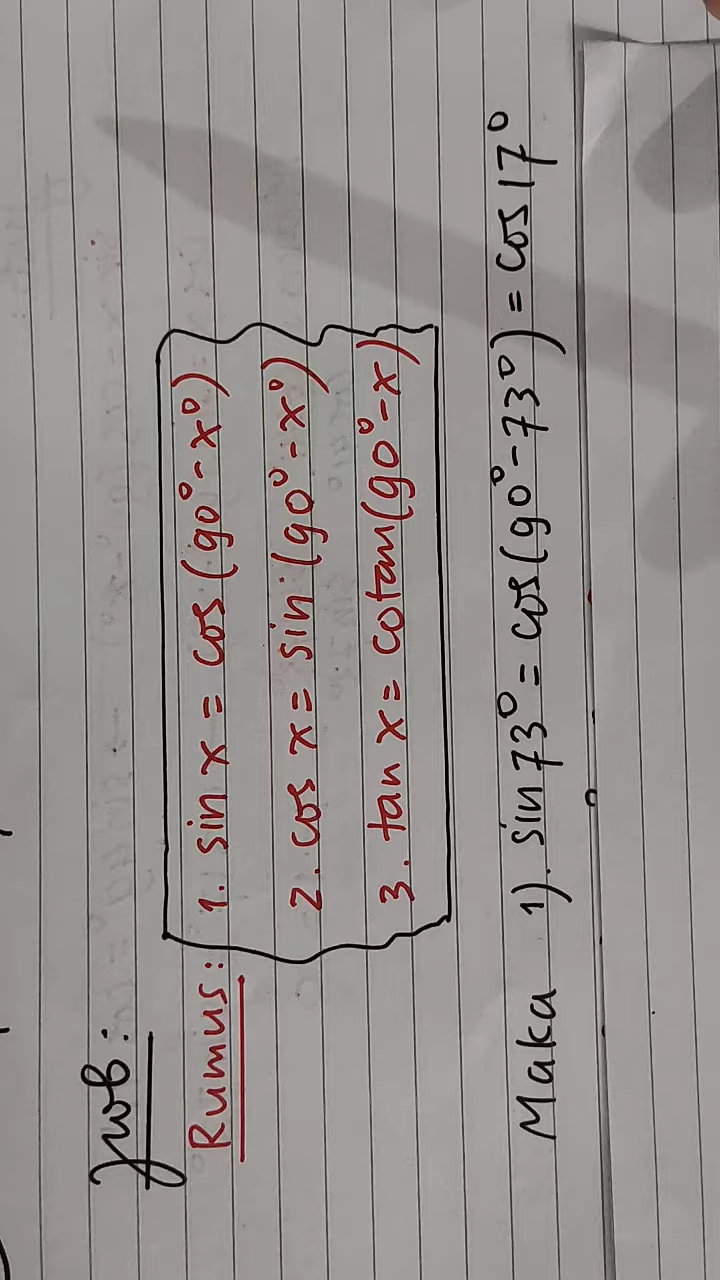 Jwb:
Rumus: 1. sin x = cos (90° - x°)
2. cos x = sin (90° - x°)
3. tan x = cotan (90° - x)
Maka 1). sin 73° = cos (90° - 73°) = cos 17°